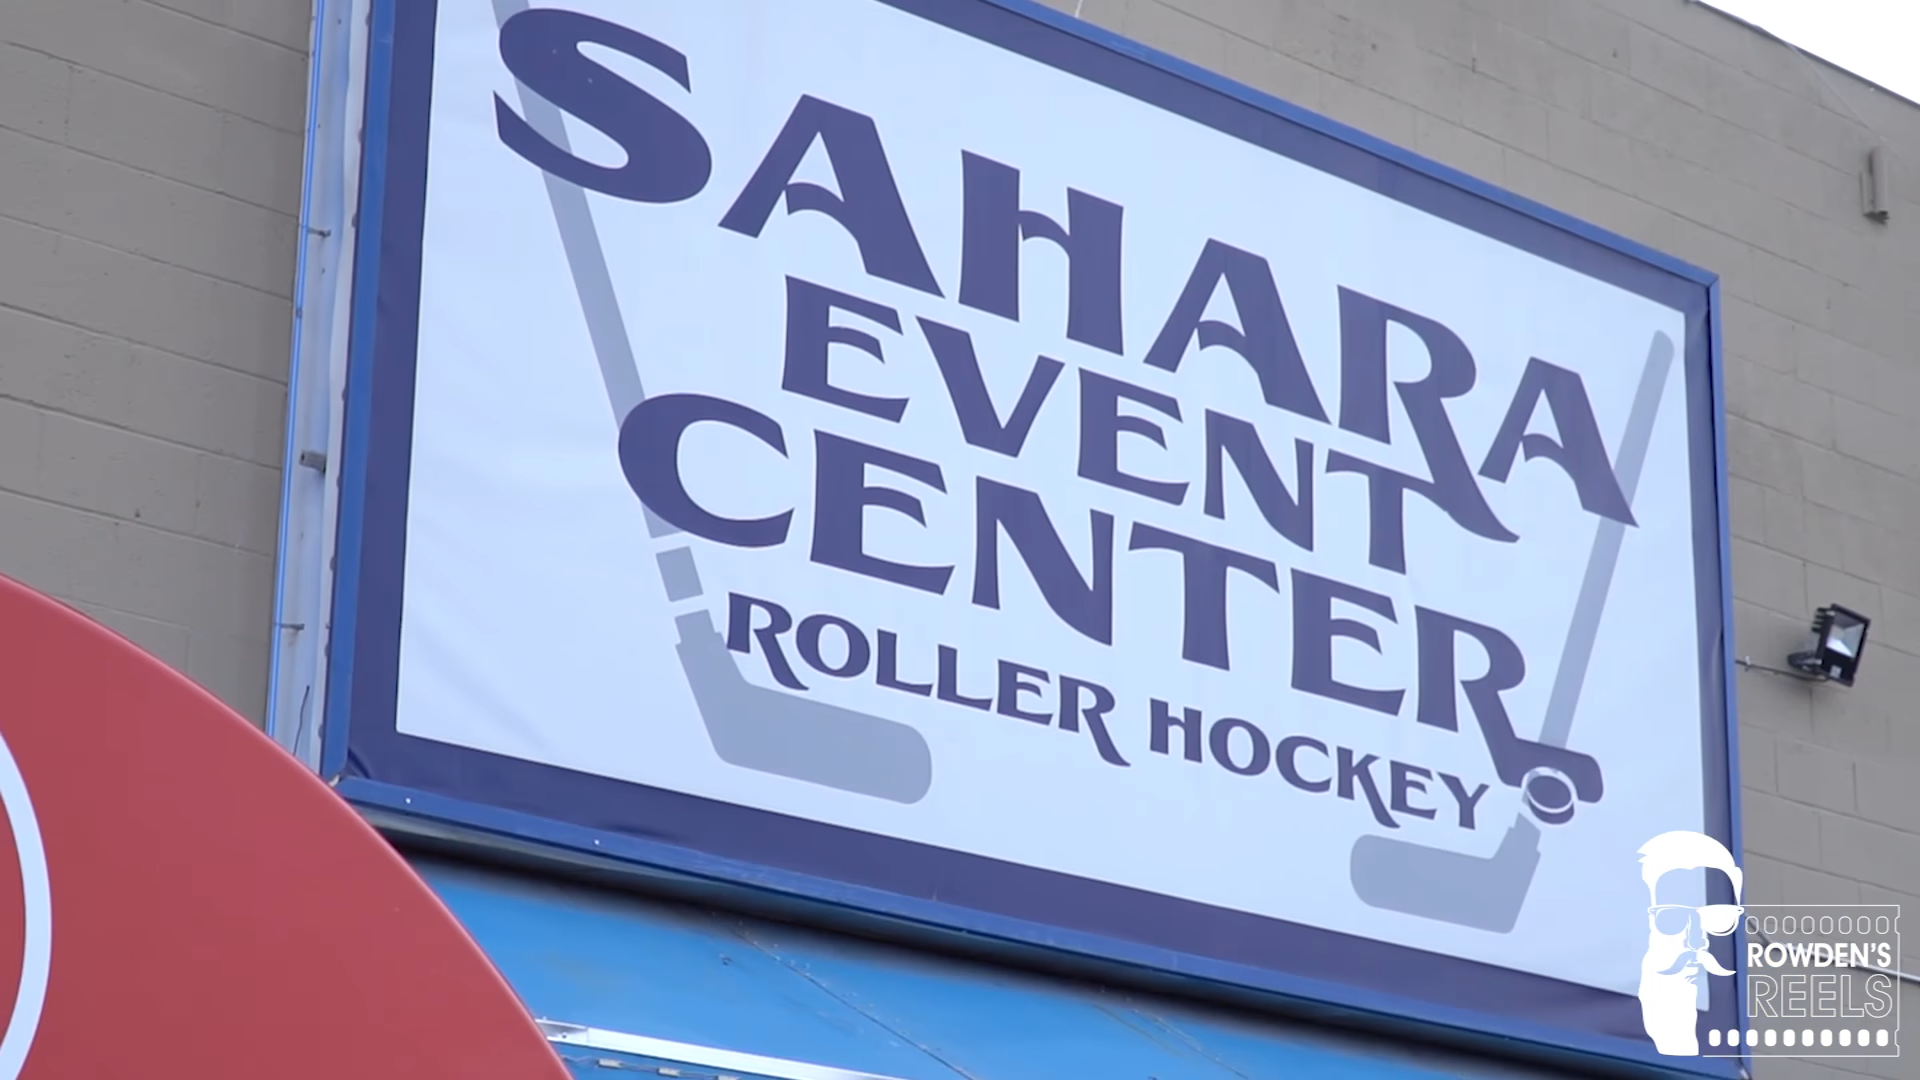 SAHARA
EVENT
CENTER
ROLLER HOCKEY
ROWDEN'S
REELS